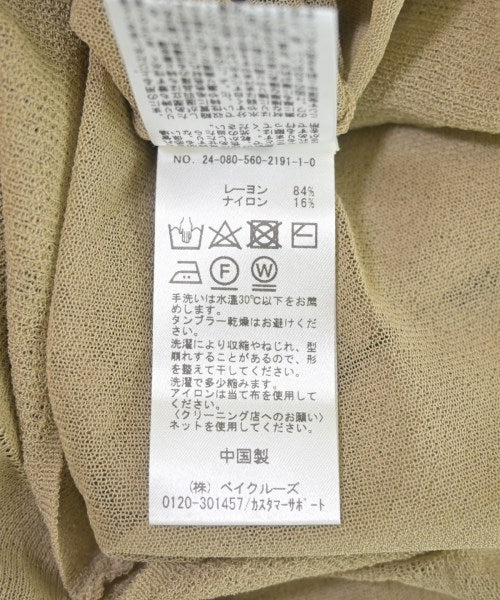 NO. 24-080-560-2191-1-0
レーヨン 84%
ナイロン 16%
F W
手洗いは水温30℃以下をお薦
めします。
タンブラー乾燥はお避けください。
洗濯により収縮やねじれ、型
崩れすることがあるので、形
を整えて干してください。
洗濯で多少縮みます。
アイロンは当て布を使用して
ください。
〈クリーニング店へのお願い〉
ネットを使用してください。
中国製
(株) ベイクルーズ
0120-301457/カスタマーサポート